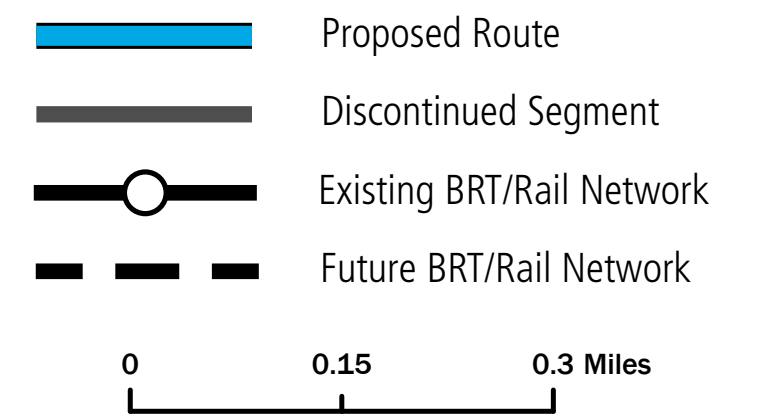 Proposed Route
Discontinued Segment
Existing BRT/Rail Network
Future BRT/Rail Network
0 0.15 0.3 Miles